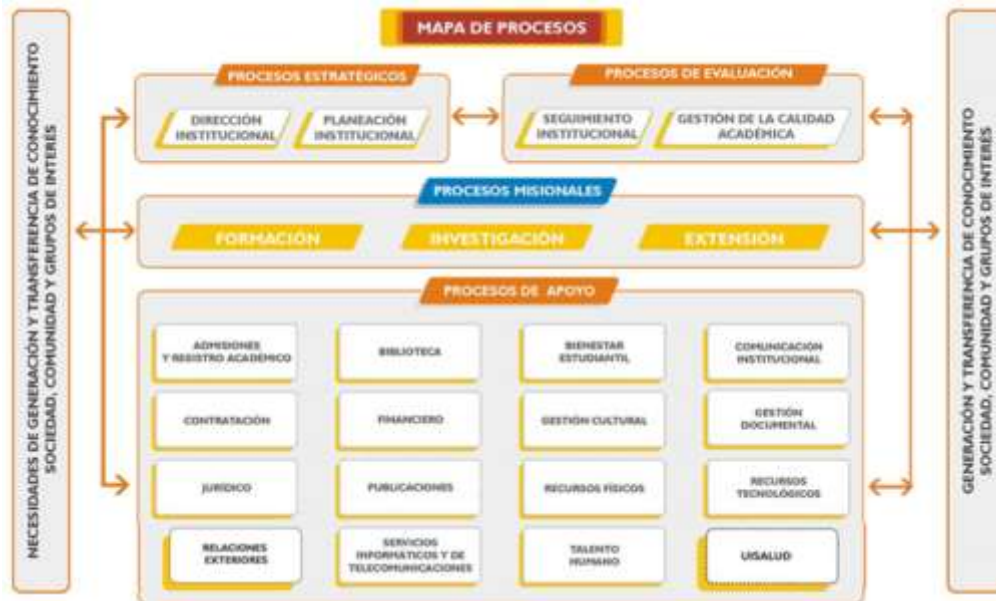 MAPA DE PROCESOS
NECESIDADES DE GENERACIÓN Y TRANSFERENCIA DE CONOCIMIENTO
SOCIEDAD, COMUNIDAD Y GRUPOS DE INTERES
PROCESOS ESTRATÉGICOS
DIRECCIÓN
INSTITUCIONAL
PLANEACIÓN
INSTITUCIONAL
PROCESOS DE EVALUACIÓN
SEGUIMIENTO
INSTITUCIONAL
GESTIÓN DE LA CALIDAD
ACADÉMICA
PROCESOS MISIONALES
FORMACIÓN
INVESTIGACIÓN
EXTENSIÓN
PROCESOS DE APOYO
ADMISIONES
Y REGISTRO ACADÉMICO
BIBLIOTECA
BIENESTAR
ESTUDIANTIL
COMUNICACIÓN
INSTITUCIONAL
CONTRATACIÓN
FINANCIERO
GESTIÓN CULTURAL
GESTIÓN
DOCUMENTAL
JURÍDICO
PUBLICACIONES
RECURSOS FÍSICOS
RECURSOS
TECNOLÓGICOS
RELACIONES
EXTERIORES
SERVICIOS
INFORMÁTICOS Y DE
TELECOMUNICACIONES
TALENTO
HUMANO
UISALUD
GENERACIÓN Y TRANSFERENCIA DE CONOCIMIENTO
SOCIEDAD, COMUNIDAD Y GRUPOS DE INTERES